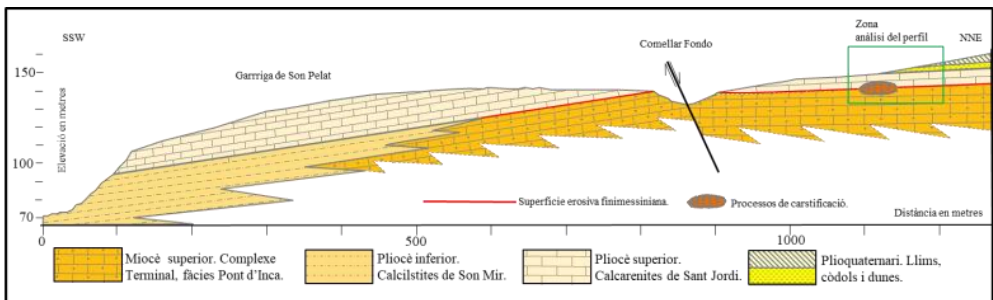 SSW
Garrriga de Son Pelat
Comellar Fondo
Zona
anàlisi del perfil
NNE
150
100
70
Elevació en metres
Superfície erosiva finimessiniana.
Processos de carstificació.
Distància en metres
0
500
1000
Miocè superior. Complexe
Terminal, fàcies Pont d'Inca.
Pliocè inferior.
Calcilstites de Son Mir.
Pliocè superior.
Calcarenites de Sant Jordi.
Plioquaternari. Llims,
còdols i dunes.